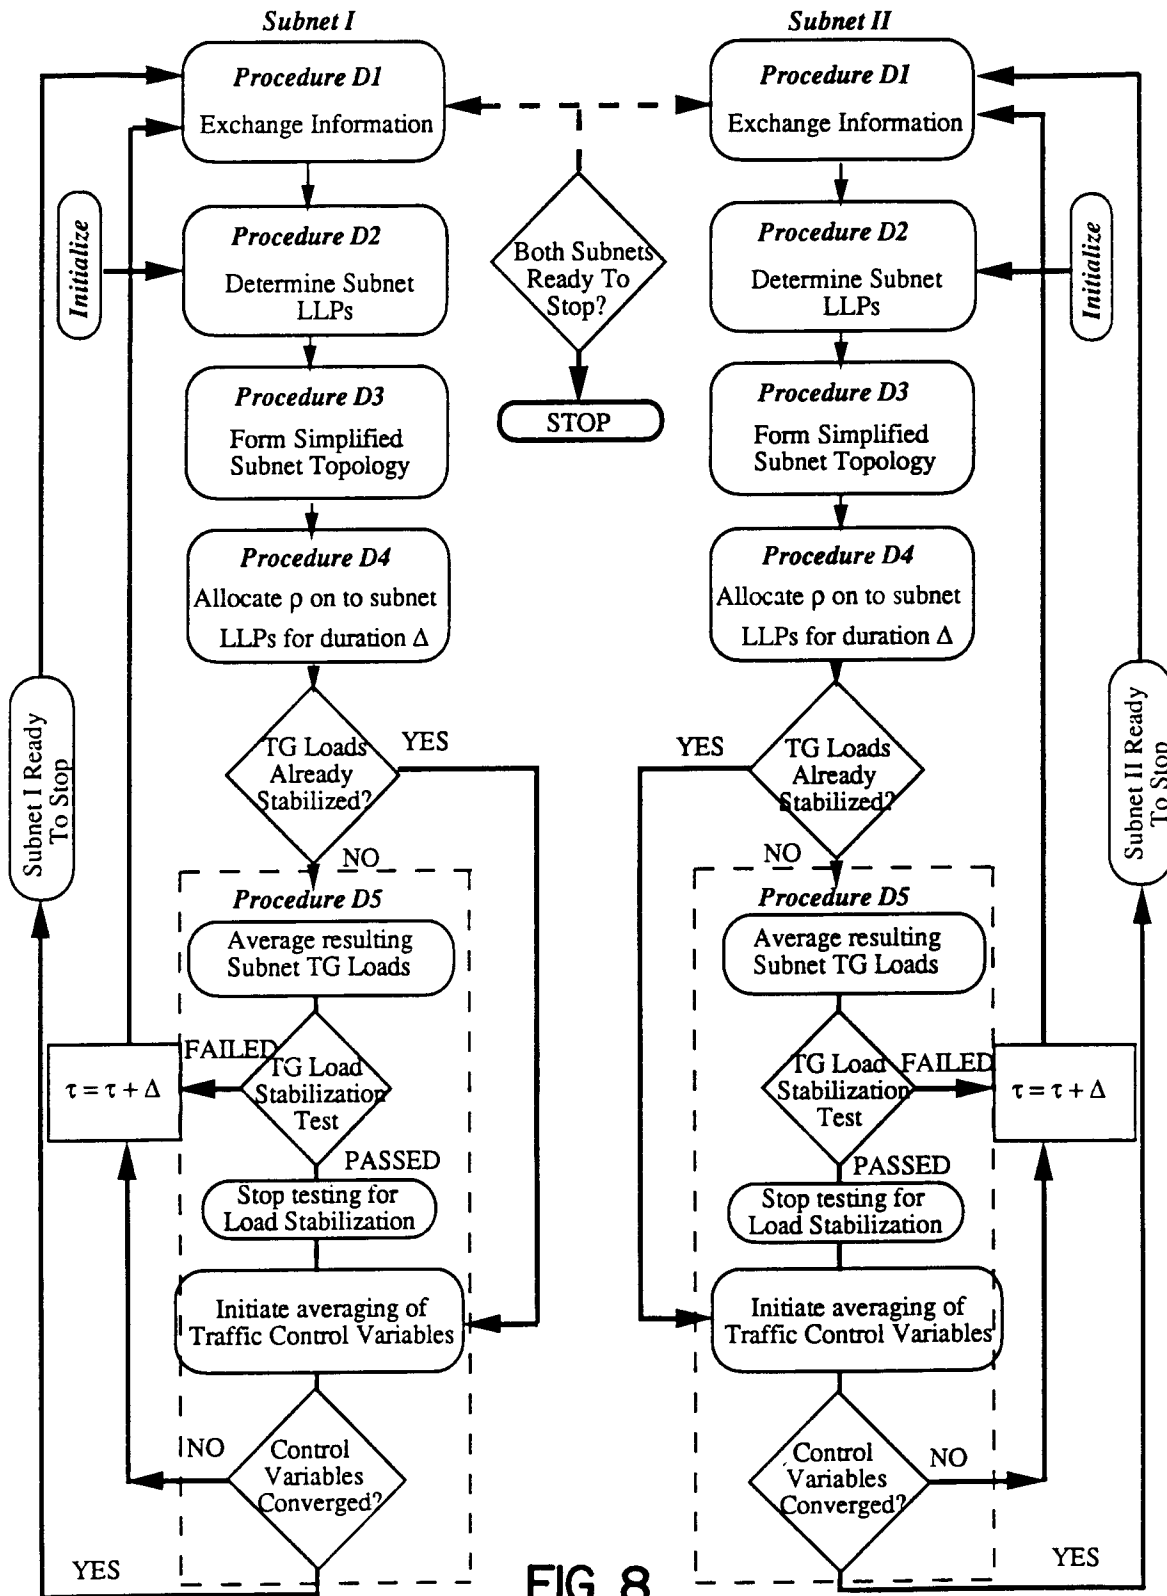 Subnet I
Procedure D1
Exchange Information
Initialize
Procedure D2
Determine Subnet
LLPs
Procedure D3
Form Simplified
Subnet Topology
Procedure D4
Allocate ρ on to subnet
LLPs for duration Δ
Subnet I Ready
To Stop
TG Loads
Already
Stabilized?
YES
NO
Procedure D5
Average resulting
Subnet TG Loads
FAILED
TG Load
Stabilization
Test
τ = τ + Δ
PASSED
Stop testing for
Load Stabilization
Initiate averaging of
Traffic Control Variables
NO
Control
Variables
Converged?
YES
Both Subnets
Ready To
Stop?
STOP
Subnet II
Procedure D1
Exchange Information
Initialize
Procedure D2
Determine Subnet
LLPs
Procedure D3
Form Simplified
Subnet Topology
Procedure D4
Allocate ρ on to subnet
LLPs for duration Δ
Subnet II Ready
To Stop
YES
TG Loads
Already
Stabilized?
NO
Procedure D5
Average resulting
Subnet TG Loads
TG Load
Stabilization
Test
FAILED
τ = τ + Δ
PASSED
Stop testing for
Load Stabilization
Initiate averaging of
Traffic Control Variables
Control
Variables
Converged?
NO
YES
FIG. 8